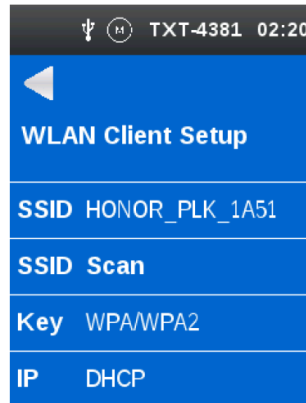 M TXT-4381 02:20
WLAN Client Setup
SSID HONOR_PLK_1A51
SSID Scan
Key WPA/WPA2
IP DHCP